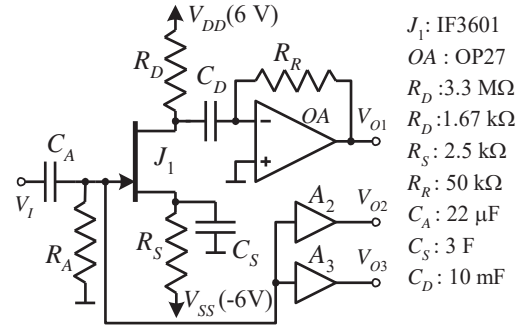 V_DD (6 V)
R_D
C_D
R_R
OA
V_O1
C_A
J_1
V_I
R_A
R_S
C_S
V_SS (-6V)
A_2
V_O2
A_3
V_O3
−
+
J_1: IF3601
OA : OP27
R_D :3.3 MΩ
R_D :1.67 kΩ
R_S : 2.5 kΩ
R_R : 50 kΩ
C_A : 22 μF
C_S : 3 F
C_D : 10 mF